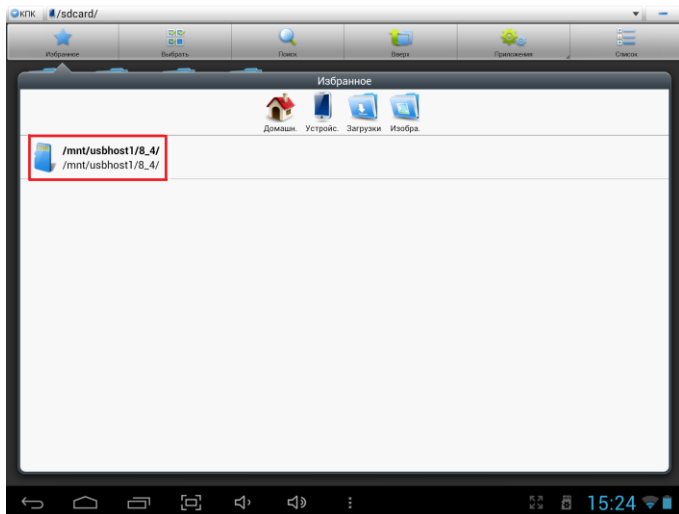 КПК /sdcard/
Избранное Выбрать Поиск Вверх Приложения Список
Избранное
Домашн. Устройс. Загрузки Изобра.
/mnt/usbhost1/8_4/
/mnt/usbhost1/8_4/
15:24